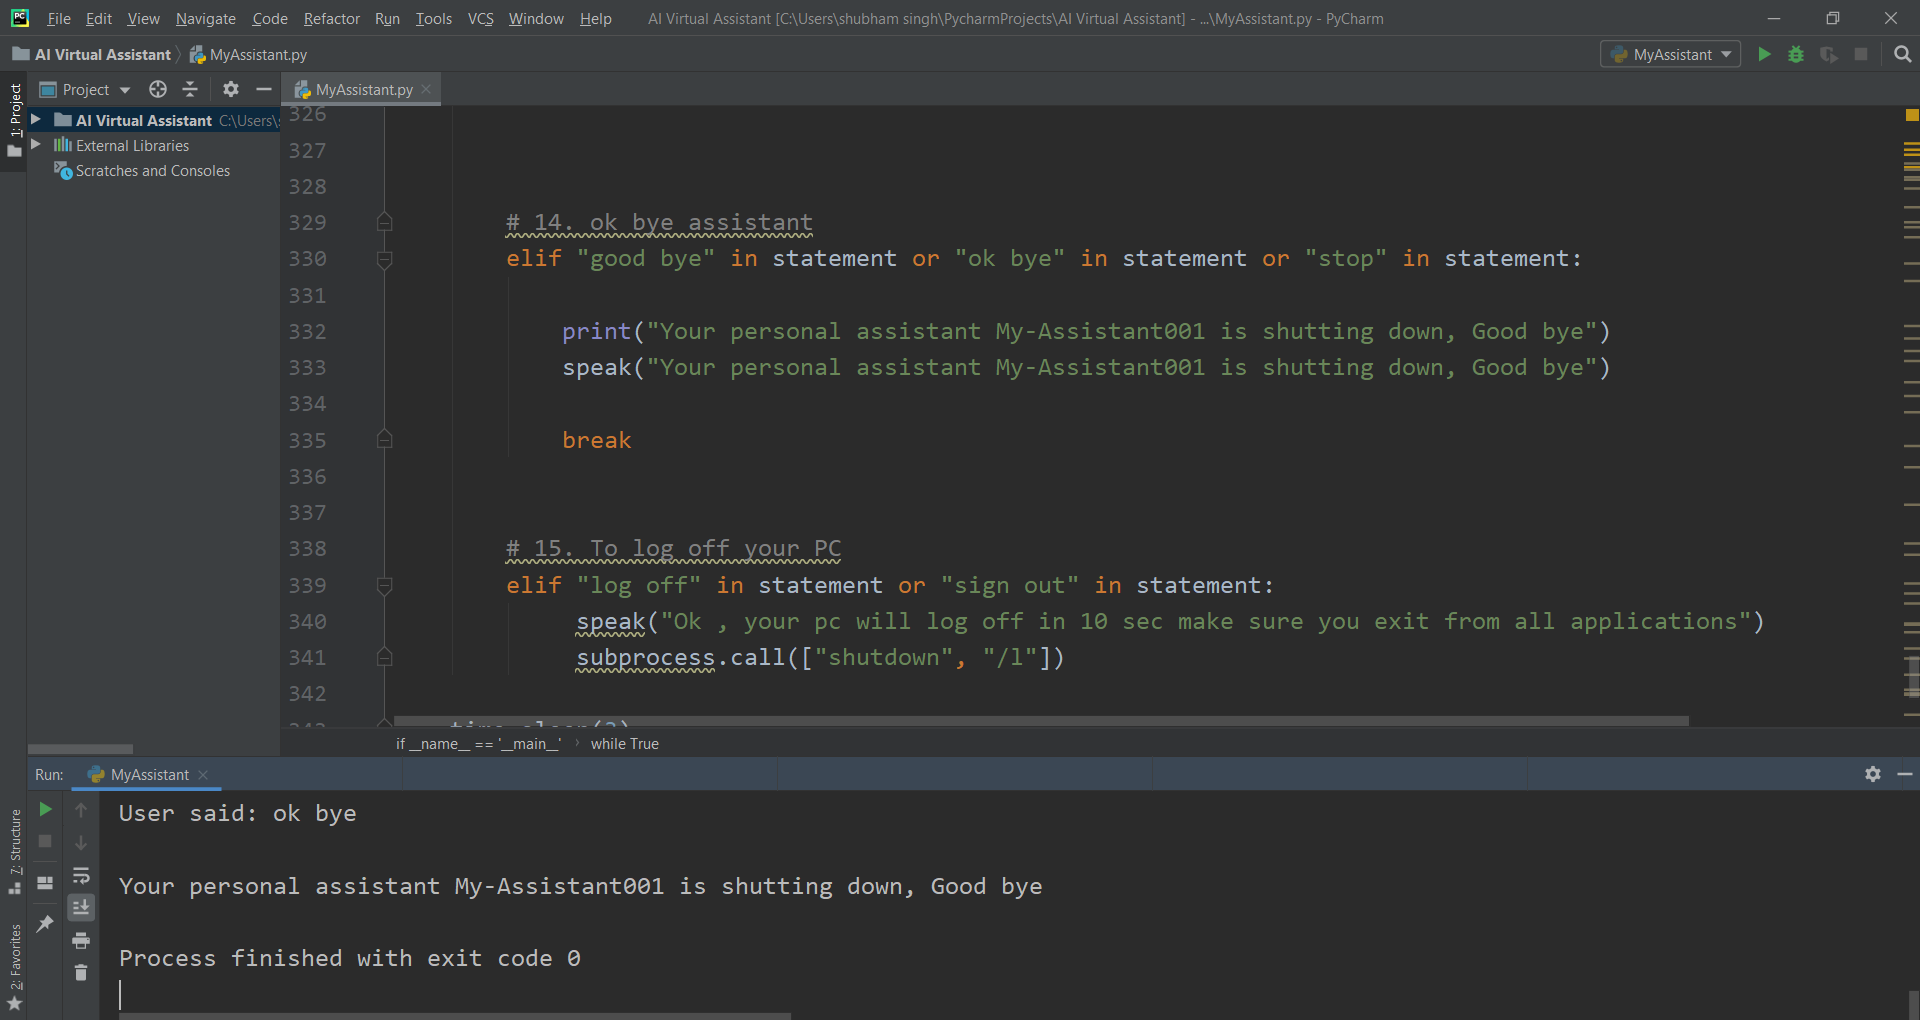 PC File Edit View Navigate Code Refactor Run Tools VCS Window Help AI Virtual Assistant [C:\Users\shubham singh\PycharmProjects\AI Virtual Assistant] - ...\MyAssistant.py - PyCharm
AI Virtual Assistant MyAssistant.py MyAssistant
1: Project
Project MyAssistant.py
AI Virtual Assistant C:\Users\
External Libraries
Scratches and Consoles
326
327
328
329 # 14. ok bye assistant
330 elif "good bye" in statement or "ok bye" in statement or "stop" in statement:
331
332 print("Your personal assistant My-Assistant001 is shutting down, Good bye")
333 speak("Your personal assistant My-Assistant001 is shutting down, Good bye")
334
335 break
336
337
338 # 15. To log off your PC
339 elif "log off" in statement or "sign out" in statement:
340 speak("Ok , your pc will log off in 10 sec make sure you exit from all applications")
341 subprocess.call(["shutdown", "/l"])
342
343 time.sleep(3)
if __name__ == '__main__' › while True
Run: MyAssistant
7: Structure
2: Favorites
User said: ok bye
Your personal assistant My-Assistant001 is shutting down, Good bye
Process finished with exit code 0